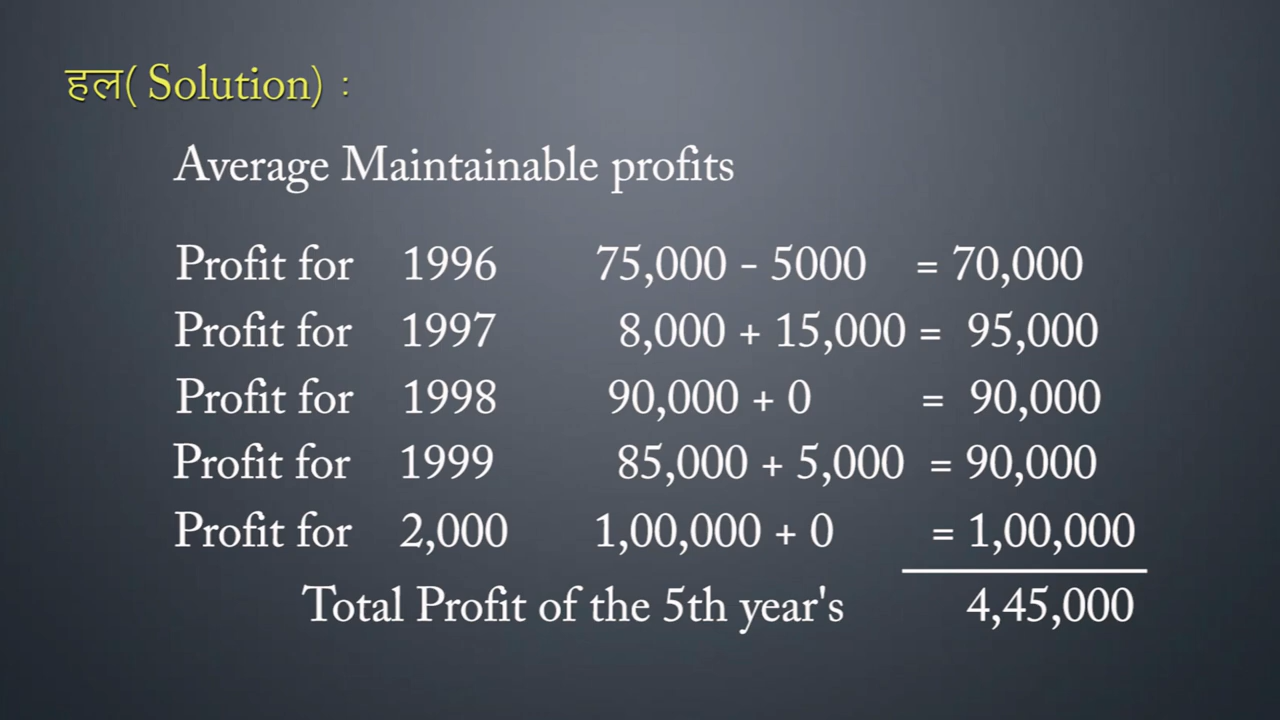 हल( Solution) :
Average Maintainable profits
Profit for 1996 75,000 - 5000 = 70,000
Profit for 1997 8,000 + 15,000 = 95,000
Profit for 1998 90,000 + 0 = 90,000
Profit for 1999 85,000 + 5,000 = 90,000
Profit for 2,000 1,00,000 + 0 = 1,00,000
Total Profit of the 5th year's 4,45,000